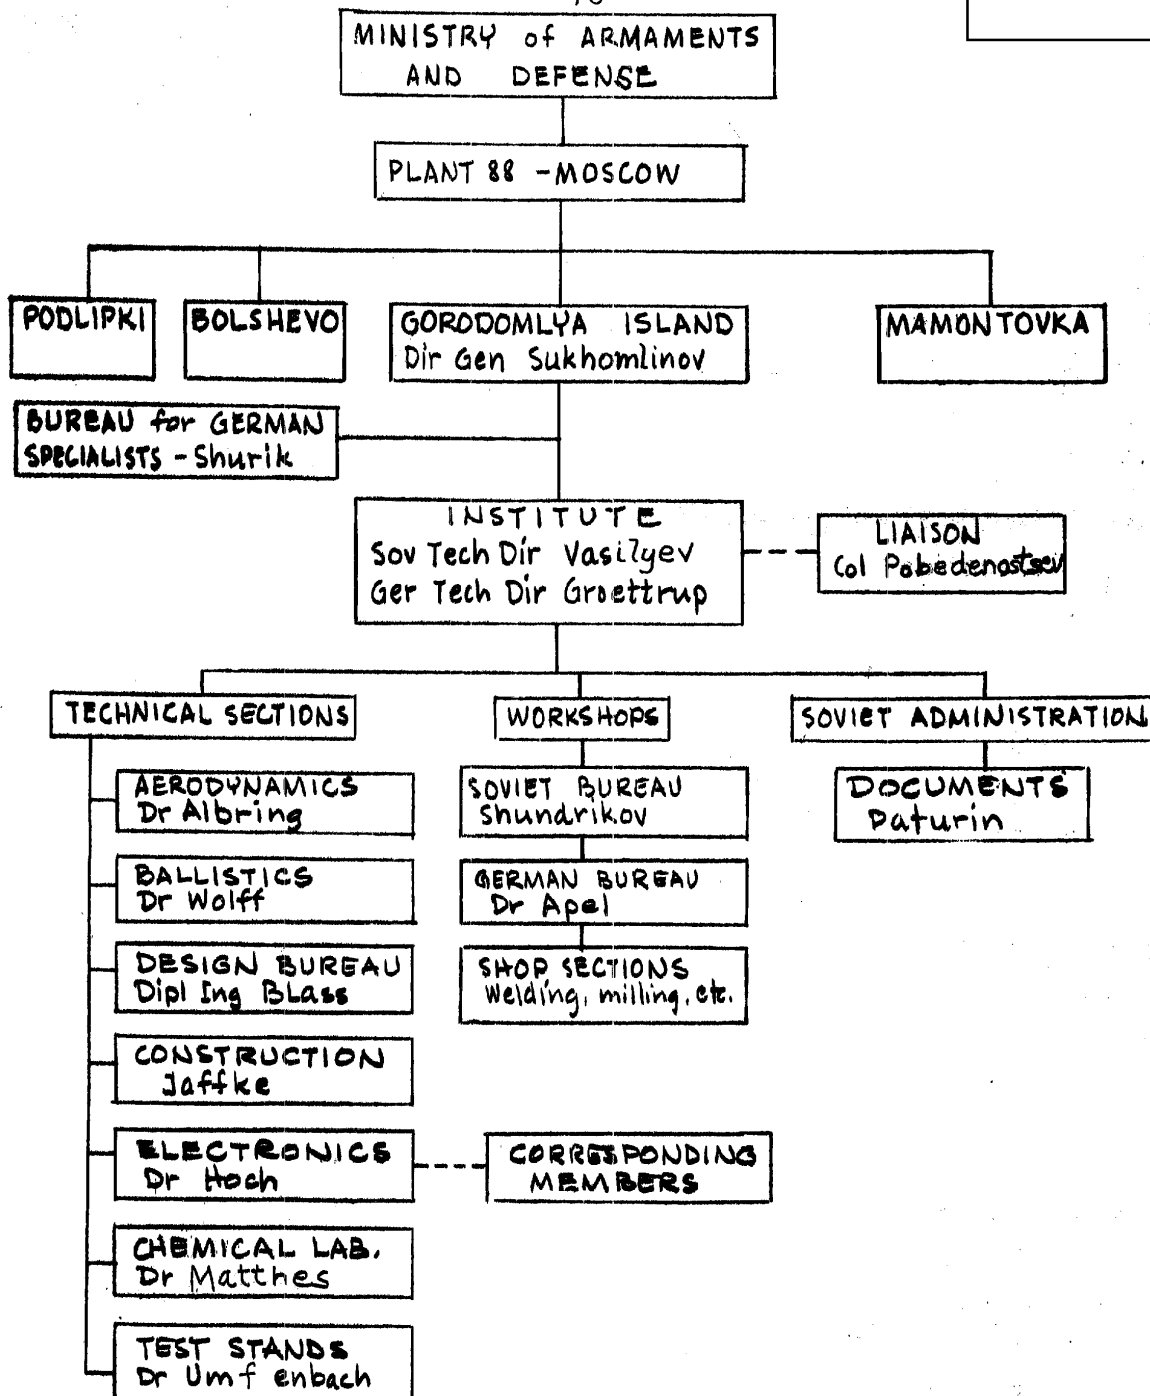 MINISTRY of ARMAMENTS
AND DEFENSE
PLANT 88 - MOSCOW
PODLIPKI
BOLSHEVO
GORODOMLYA ISLAND
Dir Gen Sukhomlinov
MAMONTOVKA
BUREAU for GERMAN
SPECIALISTS - Shurik
INSTITUTE
Sov Tech Dir Vasilyev
Ger Tech Dir Groettrup
LIAISON
Col Pobedenostsev
TECHNICAL SECTIONS
WORKSHOPS
SOVIET ADMINISTRATION
AERODYNAMICS
Dr Albring
SOVIET BUREAU
Shundrikov
DOCUMENTS
Daturin
BALLISTICS
Dr Wolff
GERMAN BUREAU
Dr Apel
DESIGN BUREAU
Dipl Ing BLass
SHOP SECTIONS
Welding, milling, etc.
CONSTRUCTION
Jaffke
ELECTRONICS
Dr Hoch
CORRESPONDING
MEMBERS
CHEMICAL LAB.
Dr Matthes
TEST STANDS
Dr Umf enbach